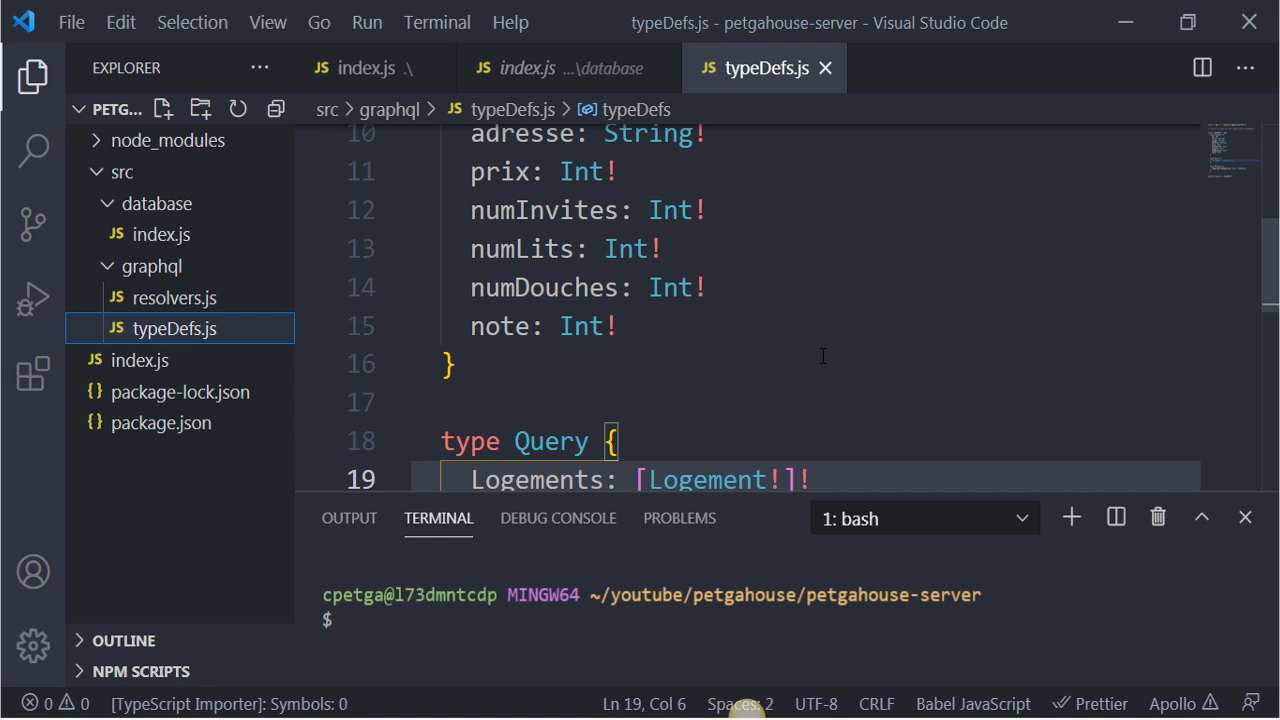 File Edit Selection View Go Run Terminal Help typeDefs.js - petgahouse-server - Visual Studio Code
EXPLORER ···
JS index.js .\ JS index.js ...\database JS typeDefs.js
PETG...
src > graphql > JS typeDefs.js > typeDefs
node_modules
src
database
JS index.js
graphql
JS resolvers.js
JS typeDefs.js
JS index.js
{} package-lock.json
{} package.json
OUTLINE
NPM SCRIPTS
10 adresse: String!
11 prix: Int!
12 numInvites: Int!
13 numLits: Int!
14 numDouches: Int!
15 note: Int!
16 }
17
18 type Query {
19 Logements: [Logement!]!
OUTPUT TERMINAL DEBUG CONSOLE PROBLEMS 1: bash
cpetga@l73dmntcdp MINGW64 ~/youtube/petgahouse/petgahouse-server
$
0 0 [TypeScript Importer]: Symbols: 0 Ln 19, Col 6 Spaces: 2 UTF-8 CRLF Babel JavaScript Prettier Apollo